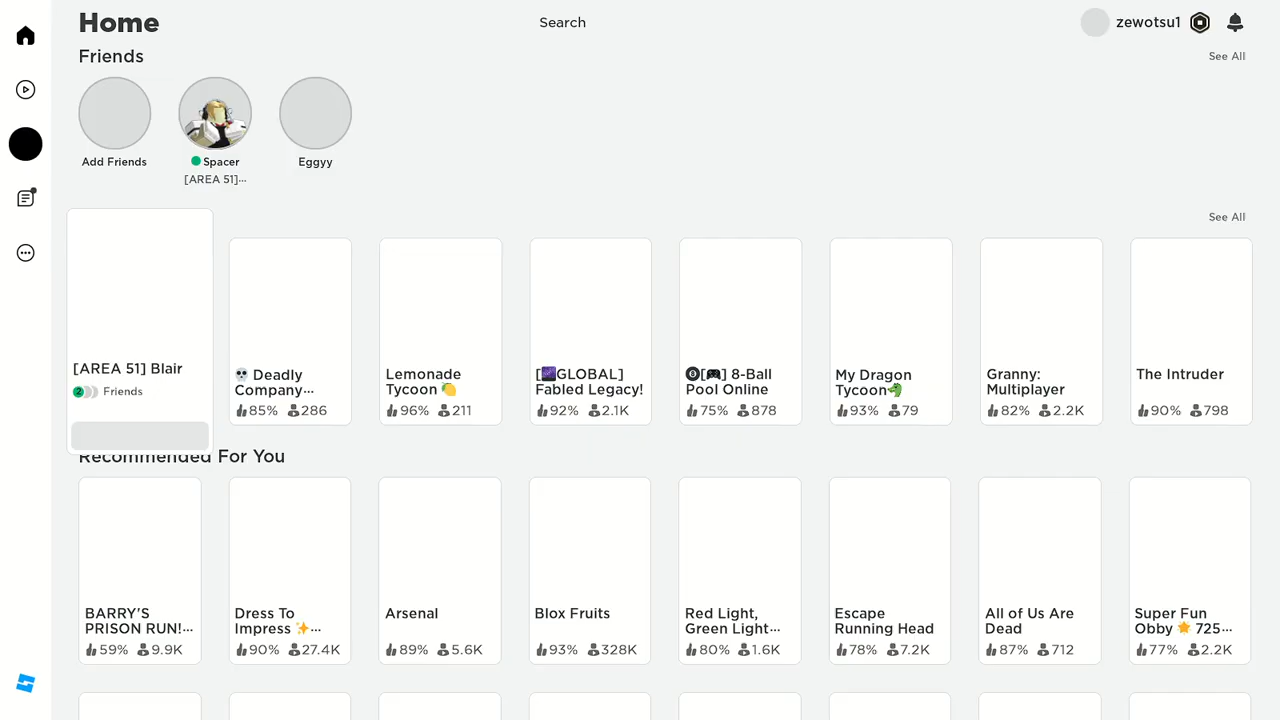 Home
Search
zewotsu1
Friends
See All
Add Friends
Spacer
[AREA 51]...
Eggyy
See All
[AREA 51] Blair
2 Friends
💀 Deadly
Company...
85% 286
Lemonade
Tycoon 🍋
96% 211
[🌌GLOBAL]
Fabled Legacy!
92% 2.1K
🎱[🎮] 8-Ball
Pool Online
75% 878
My Dragon
Tycoon🐉
93% 79
Granny:
Multiplayer
82% 2.2K
The Intruder
90% 798
Recommended For You
BARRY'S
PRISON RUN!...
59% 9.9K
Dress To
Impress ✨...
90% 27.4K
Arsenal
89% 5.6K
Blox Fruits
93% 328K
Red Light,
Green Light...
80% 1.6K
Escape
Running Head
78% 7.2K
All of Us Are
Dead
87% 712
Super Fun
Obby 🌟 725...
77% 2.2K